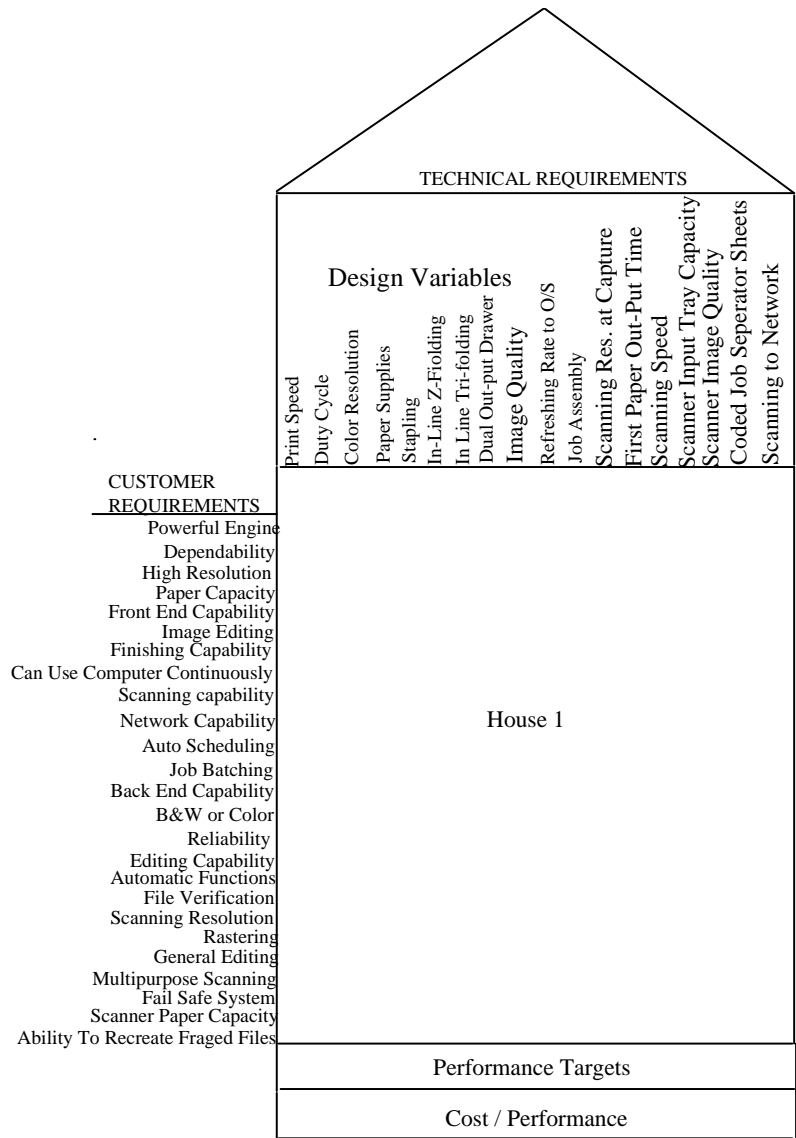 TECHNICAL REQUIREMENTS
Design Variables
Print Speed
Duty Cycle
Color Resolution
Paper Supplies
Stapling
In-Line Z-Fiolding
In Line Tri-folding
Dual Out-put Drawer
Image Quality
Refreshing Rate to O/S
Job Assembly
Scanning Res. at Capture
First Paper Out-Put Time
Scanning Speed
Scanner Input Tray Capacity
Scanner Image Quality
Coded Job Seperator Sheets
Scanning to Network
.
CUSTOMER
REQUIREMENTS
Powerful Engine
Dependability
High Resolution
Paper Capacity
Front End Capability
Image Editing
Finishing Capability
Can Use Computer Continuously
Scanning capability
Network Capability
Auto Scheduling
Job Batching
Back End Capability
B&W or Color
Reliability
Editing Capability
Automatic Functions
File Verification
Scanning Resolution
Rastering
General Editing
Multipurpose Scanning
Fail Safe System
Scanner Paper Capacity
Ability To Recreate Fraged Files
House 1
Performance Targets
Cost / Performance